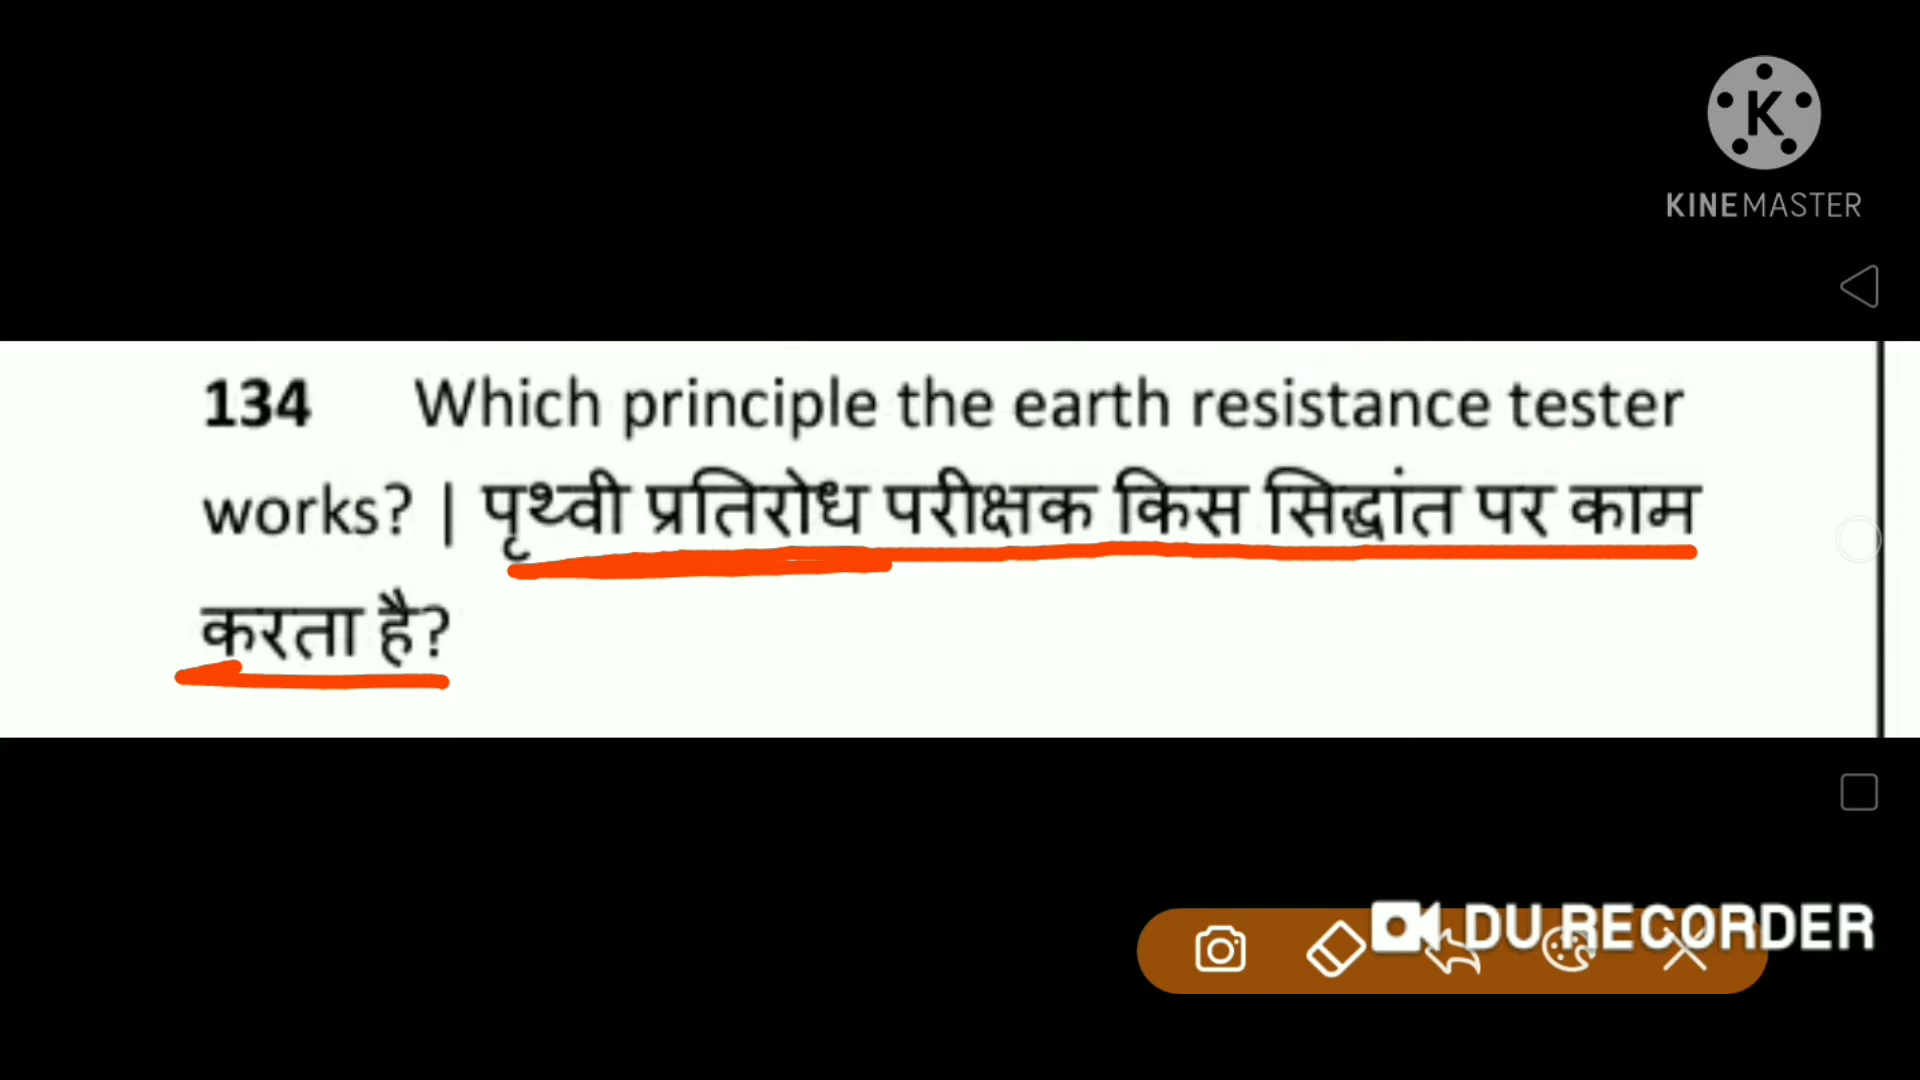 K
KINEMASTER
134 Which principle the earth resistance tester
works? | पृथ्वी प्रतिरोध परीक्षक किस सिद्धांत पर काम
करता है?
DU RECORDER